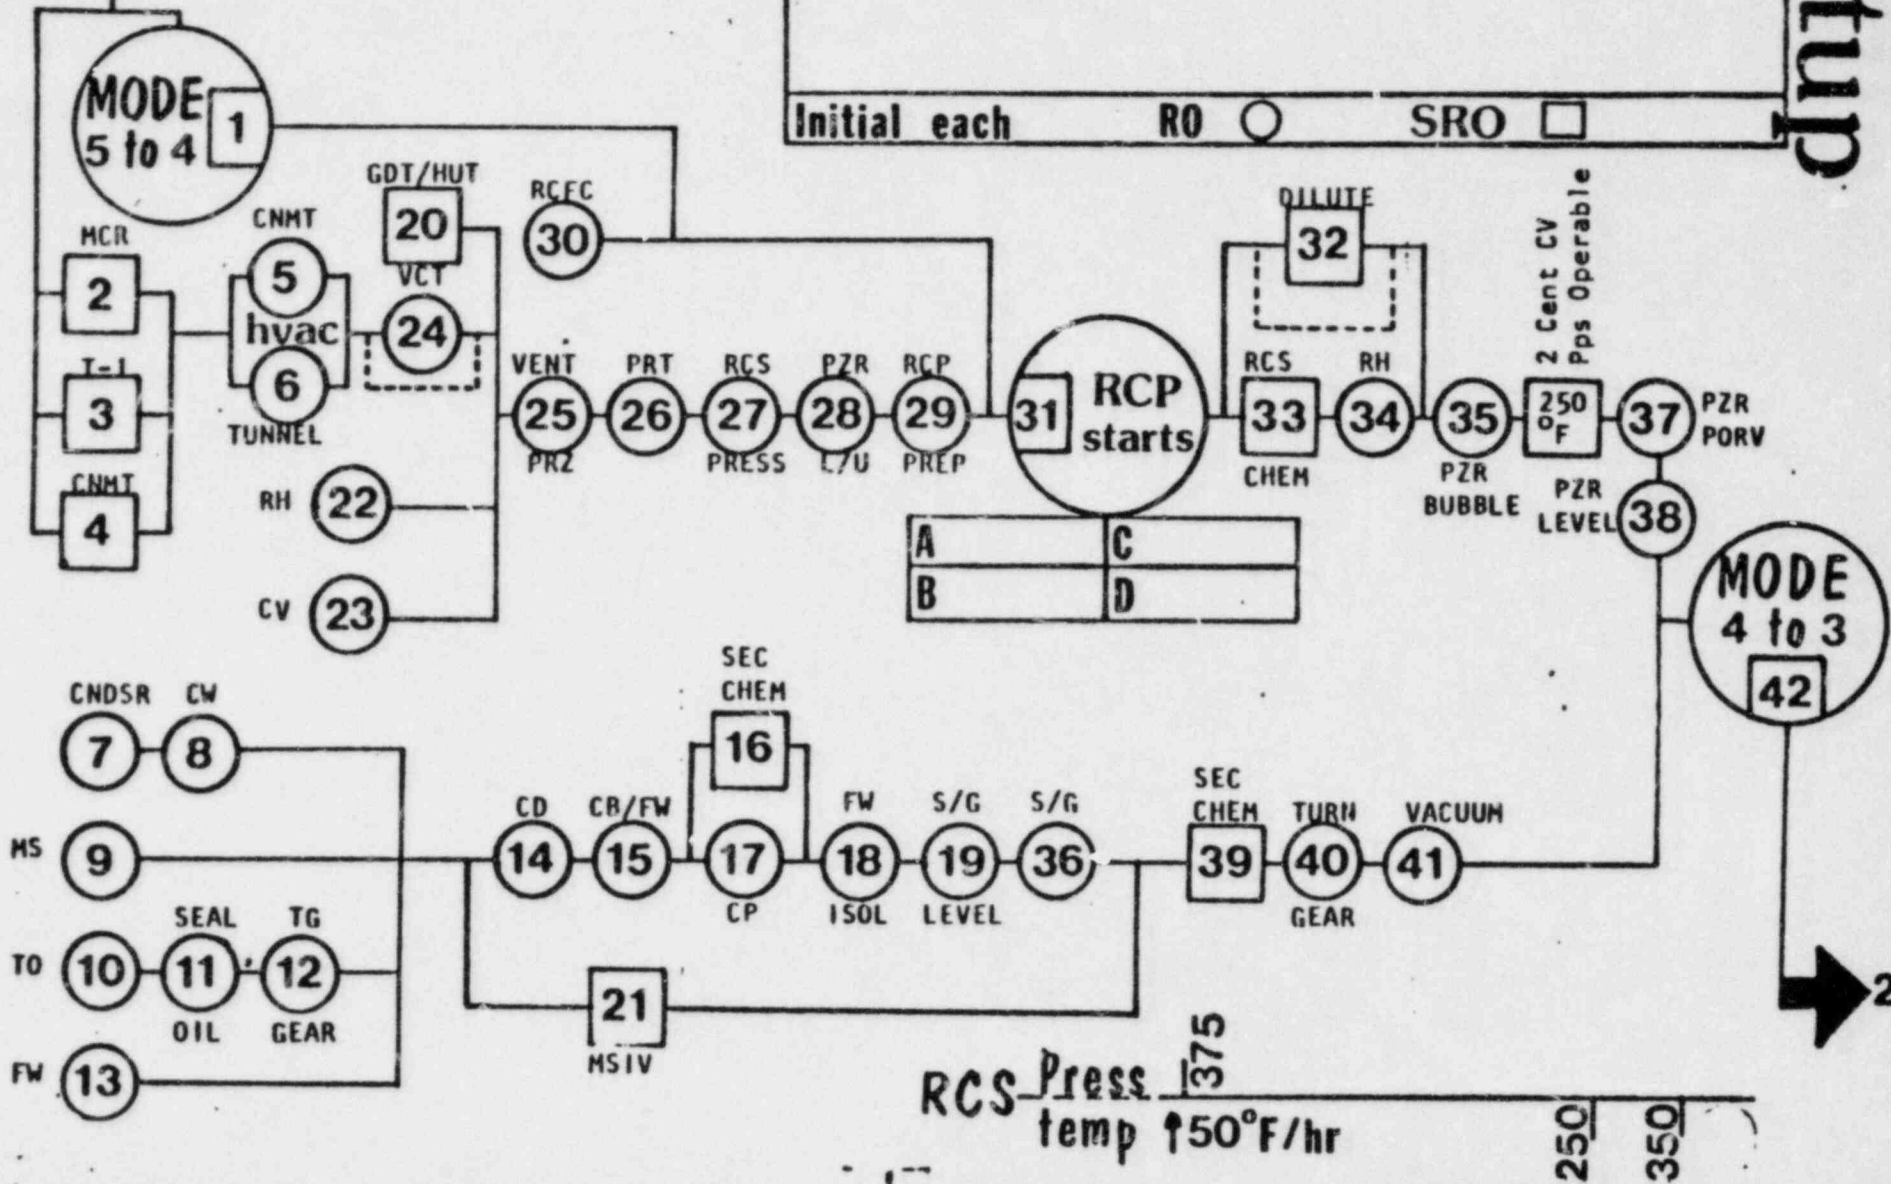 tup
Initial each RO SRO
MODE
5 to 4
1
MCR
2
T-1
3
CNMT
4
CNMT
5
hvac
6
TUNNEL
GDT/HUT
20
VCT
24
RH 22
CV 23
RCFC
30
VENT
25
PRZ
PRT
26
RCS
27
PRESS
PZR
28
L/U
RCP
29
PREP
31
RCP
starts
A C
B D
DILUTE
32
RCS
33
CHEM
RH
34
35
PZR
BUBBLE
2 Cent CV
Pps Operable
250
°F
37
PZR
PORV
PZR
LEVEL
38
MODE
4 to 3
42
2
CNDSR
7
CW
8
MS 9
TO 10
SEAL
11
OIL
TG
12
GEAR
FW 13
CD
14
CB/FW
15
SEC
CHEM
16
17
CP
FW
18
ISOL
S/G
19
LEVEL
S/G
36
21
MSIV
SEC
CHEM
39
TURN
40
GEAR
VACUUM
41
RCS Press 375
temp ↑50°F/hr
250
350